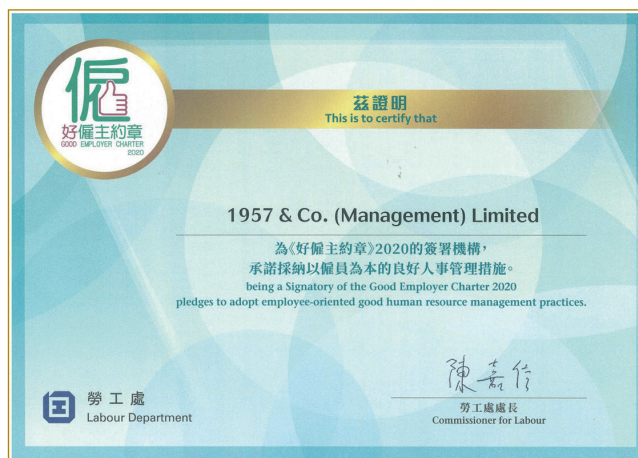 僱
好僱主約章
GOOD EMPLOYER CHARTER
2020
茲證明
This is to certify that
1957 & Co. (Management) Limited
為《好僱主約章》2020的簽署機構，
承諾採納以僱員為本的良好人事管理措施。
being a Signatory of the Good Employer Charter 2020
pledges to adopt employee-oriented good human resource management practices.
勞工處
Labour Department
陳嘉信
勞工處處長
Commissioner for Labour